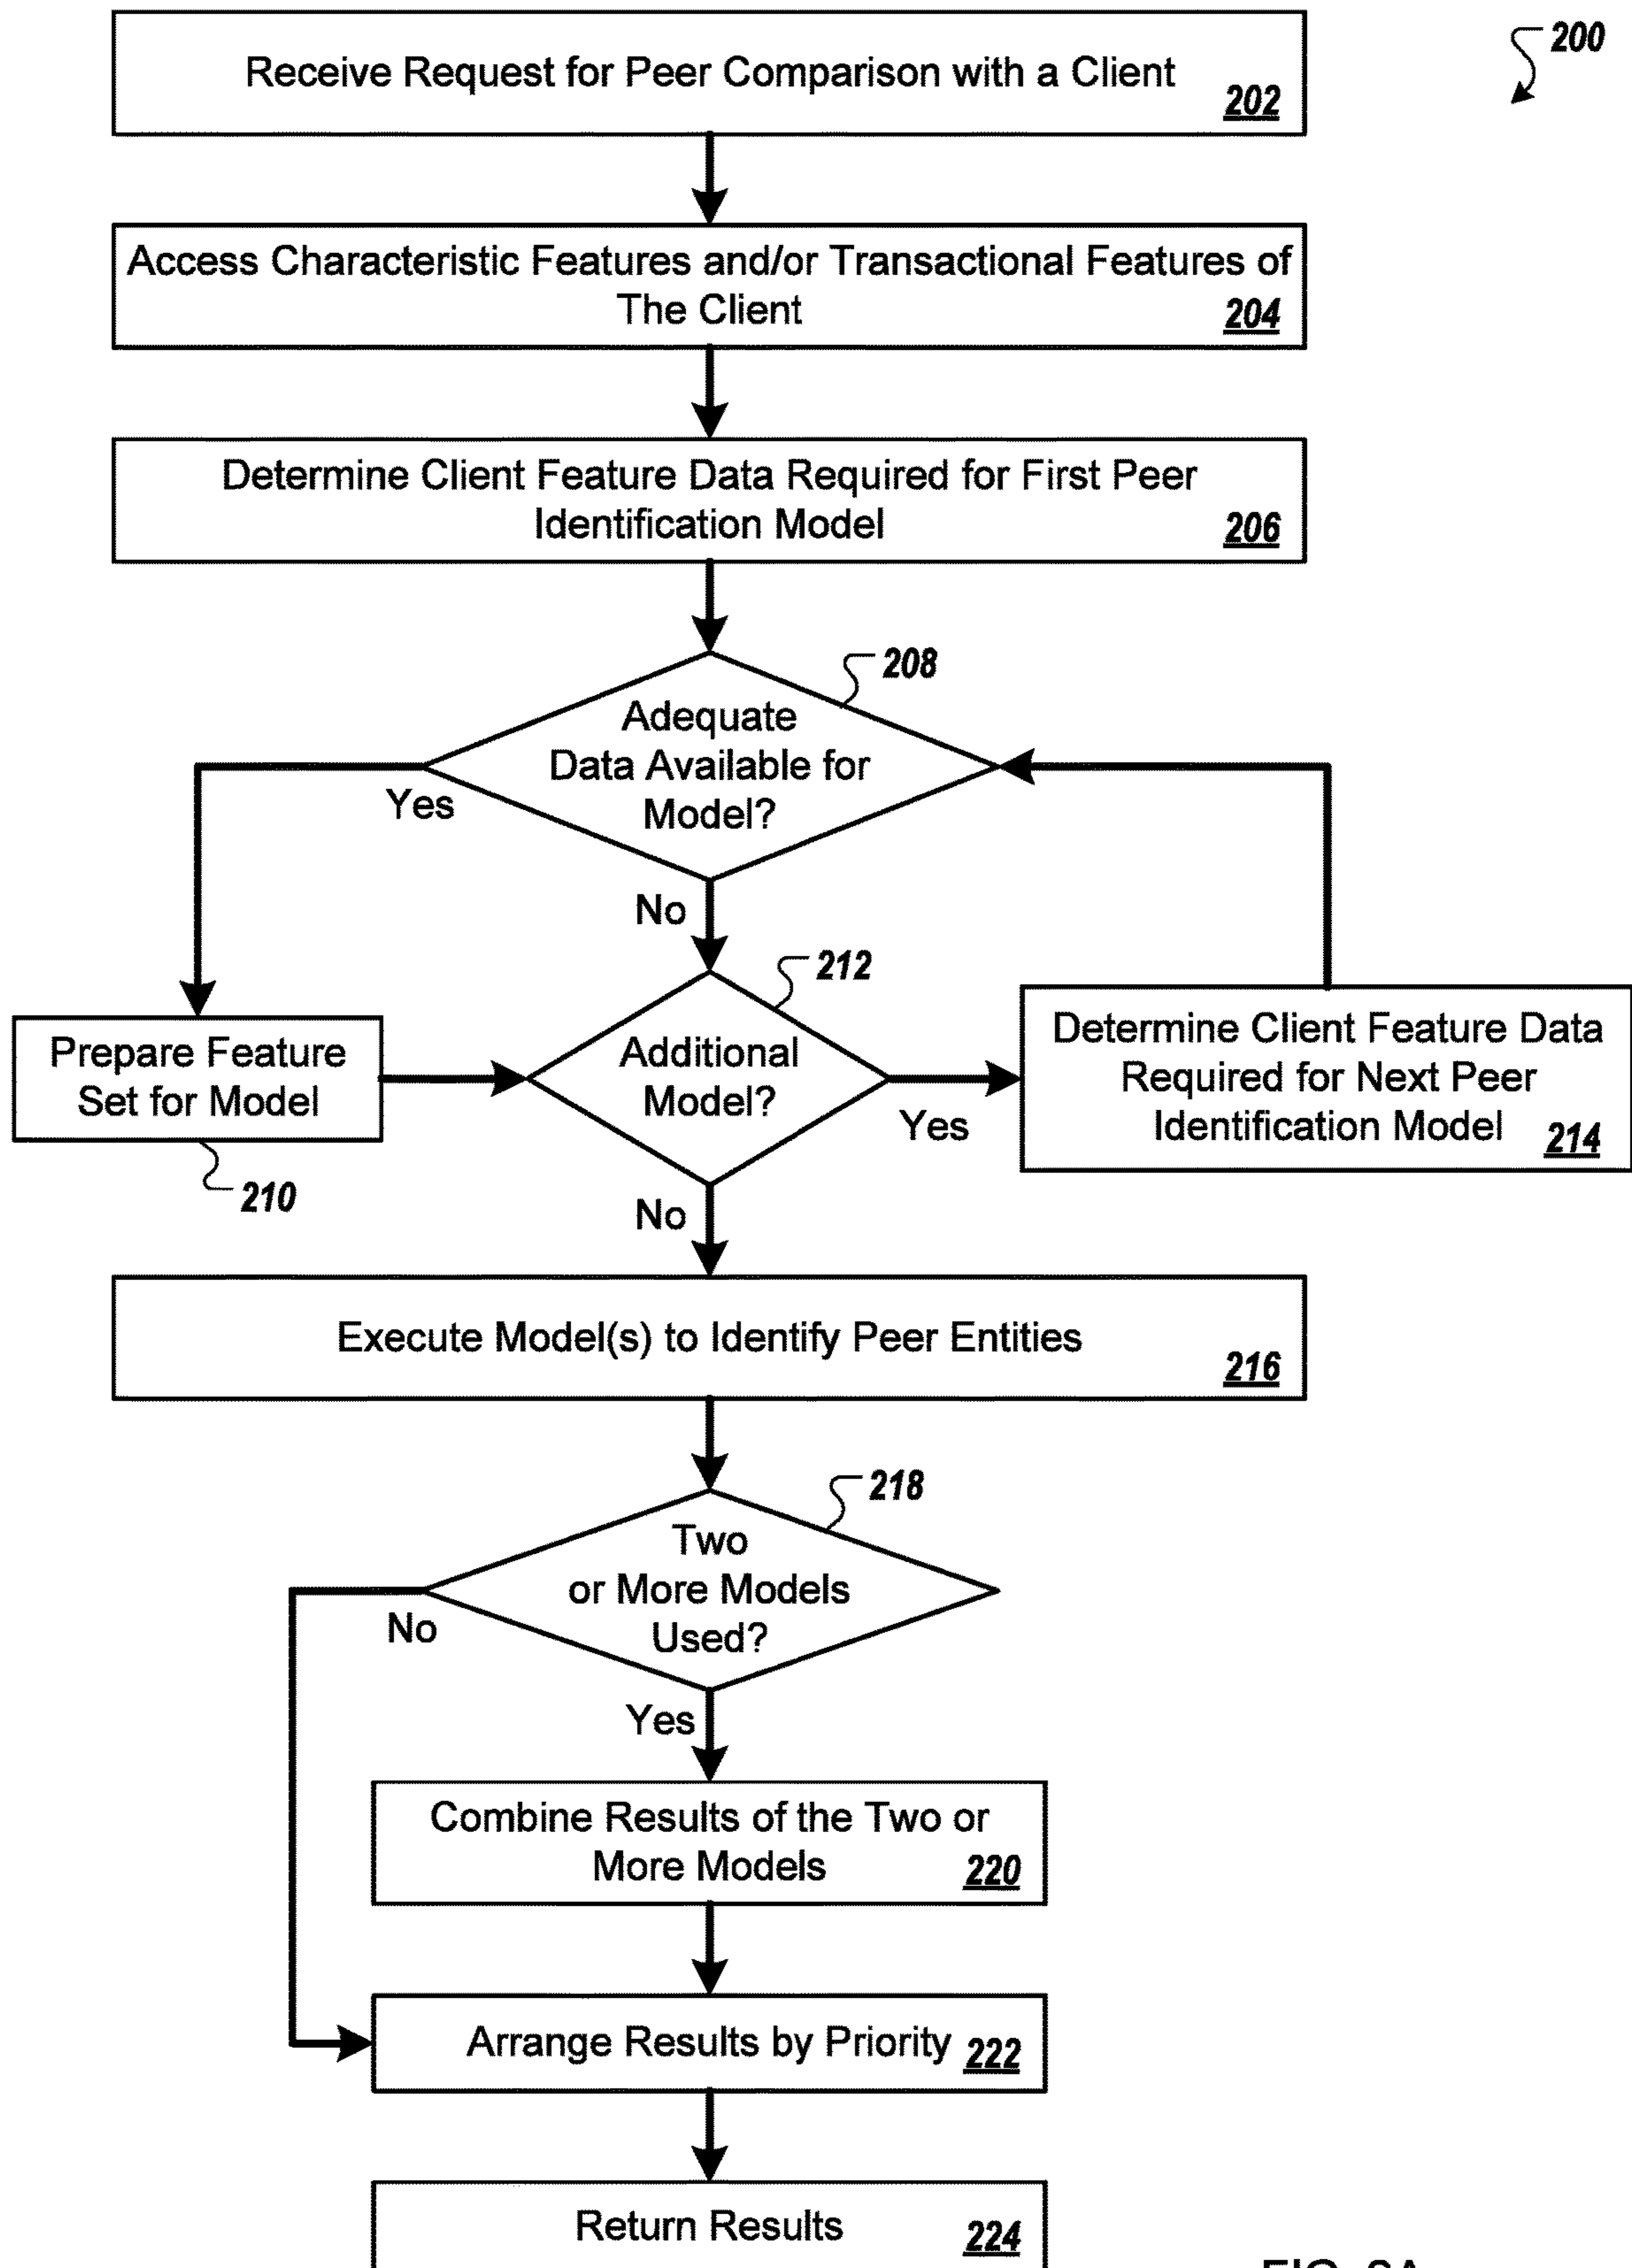 200
Receive Request for Peer Comparison with a Client
202
Access Characteristic Features and/or Transactional Features of
The Client
204
Determine Client Feature Data Required for First Peer
Identification Model
206
208
Adequate
Data Available for
Model?
Yes
No
212
Prepare Feature
Set for Model
210
Additional
Model?
Yes
Determine Client Feature Data
Required for Next Peer
Identification Model
214
No
Execute Model(s) to Identify Peer Entities
216
218
Two
or More Models
Used?
No
Yes
Combine Results of the Two or
More Models
220
Arrange Results by Priority
222
Return Results
224